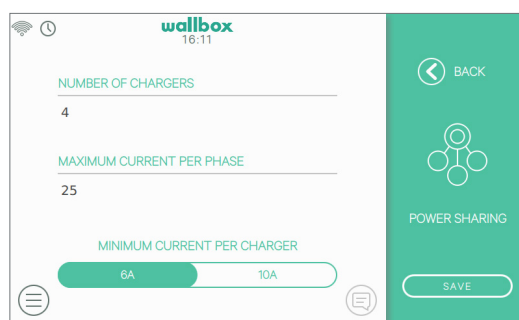 wallbox
16:11
BACK
NUMBER OF CHARGERS
4
MAXIMUM CURRENT PER PHASE
25
POWER SHARING
MINIMUM CURRENT PER CHARGER
6A 10A
SAVE